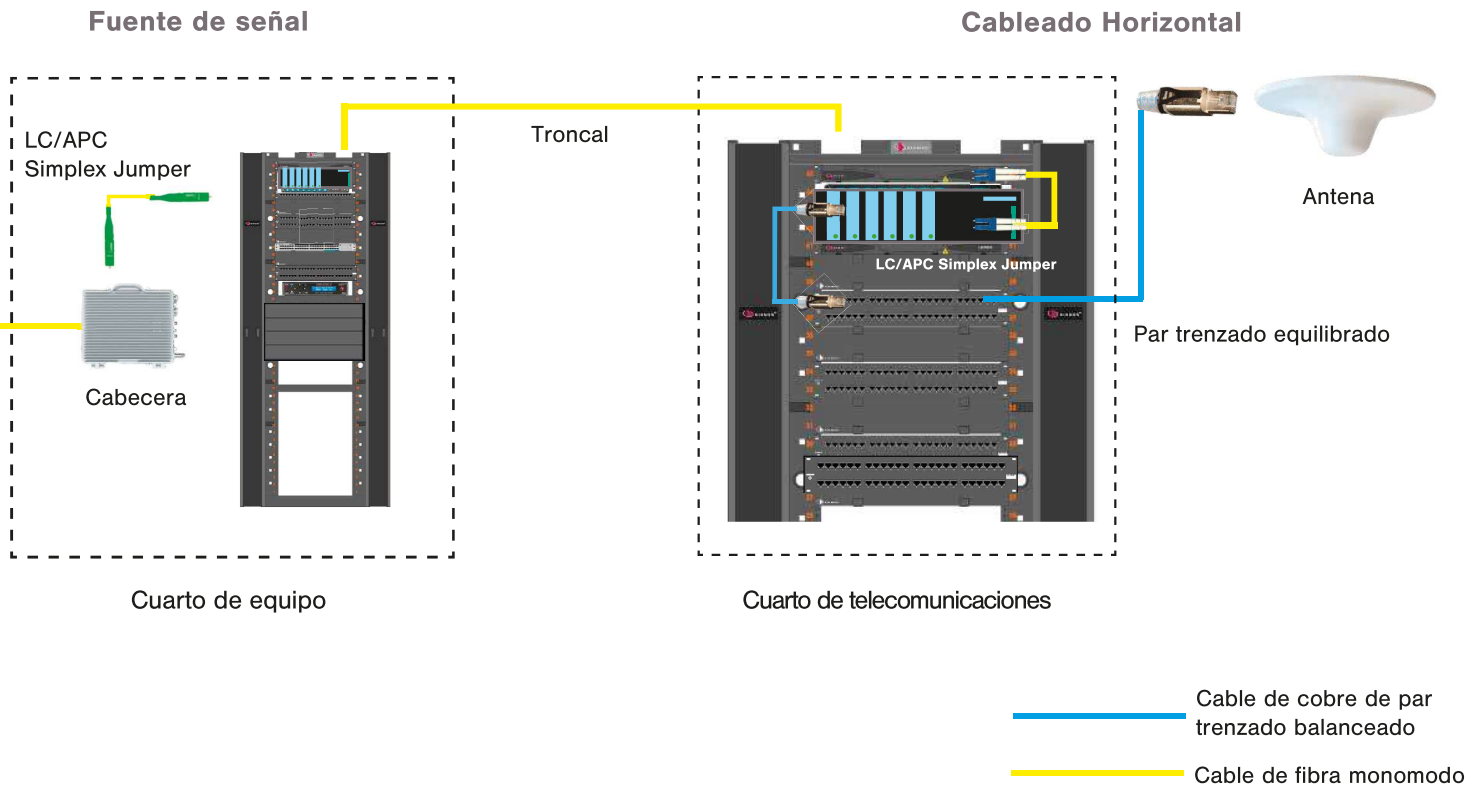 Fuente de señal
Cableado Horizontal
LC/APC
Simplex Jumper
Troncal
Antena
LC/APC Simplex Jumper
Par trenzado equilibrado
Cabecera
Cuarto de equipo
Cuarto de telecomunicaciones
Cable de cobre de par
trenzado balanceado
Cable de fibra monomodo